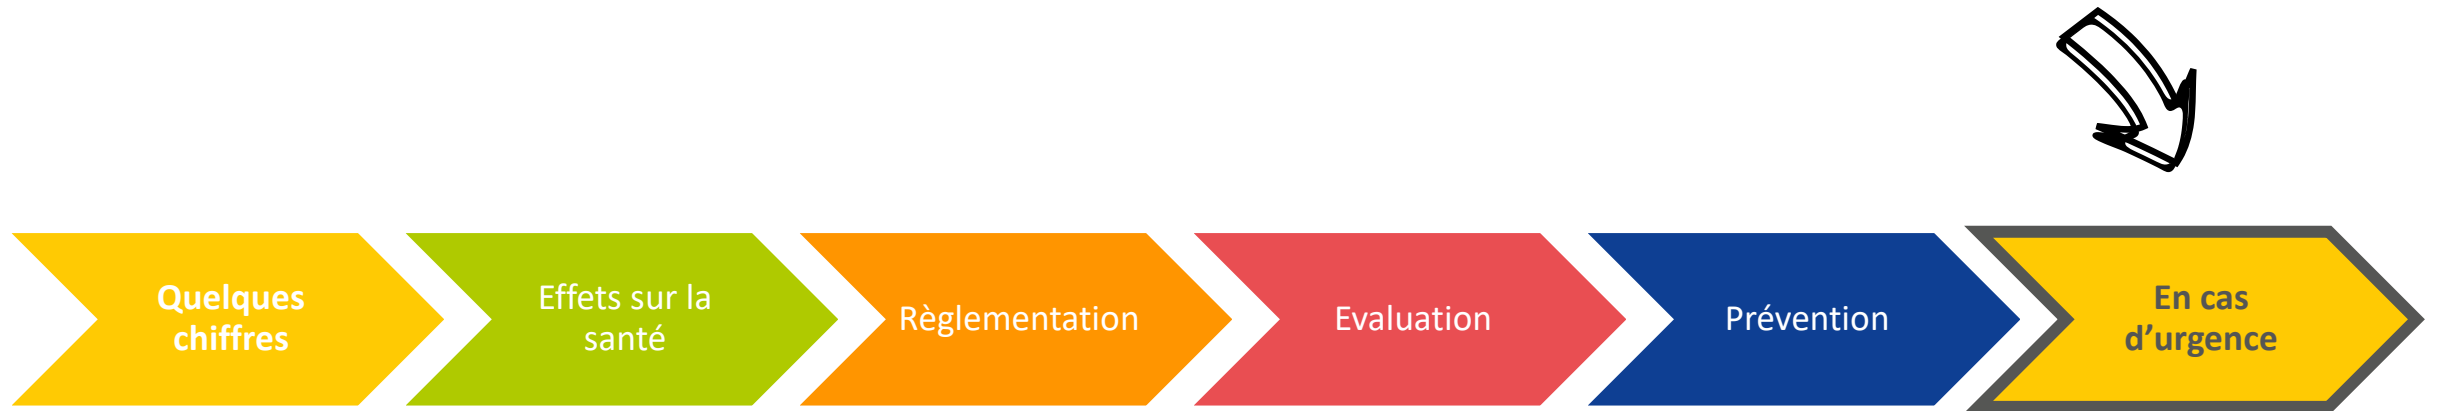 Quelques
chiffres
Effets sur la
santé
Règlementation
Evaluation
Prévention
En cas
d’urgence